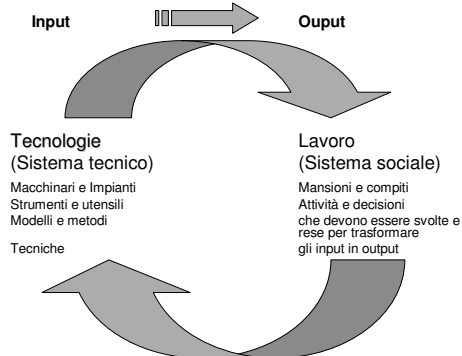 Input
Ouput
Tecnologie
(Sistema tecnico)
Macchinari e Impianti
Strumenti e utensili
Modelli e metodi
Tecniche
Lavoro
(Sistema sociale)
Mansioni e compiti
Attività e decisioni
che devono essere svolte e
rese per trasformare
gli input in output